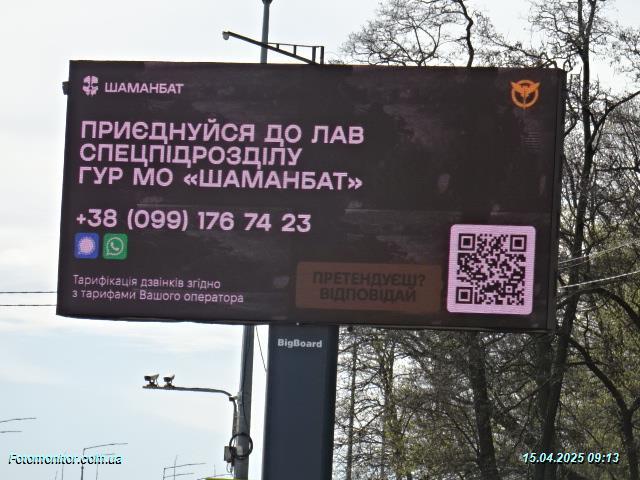 ШАМАНБАТ
ПРИЄДНУЙСЯ ДО ЛАВ
СПЕЦПІДРОЗДІЛУ
ГУР МО «ШАМАНБАТ»
+38 (099) 176 74 23
Тарифікація дзвінків згідно
з тарифами Вашого оператора
ПРЕТЕНДУЄШ?
ВІДПОВІДАЙ
BigBoard
Fotomonitor.com.ua
15.04.2025 09:13